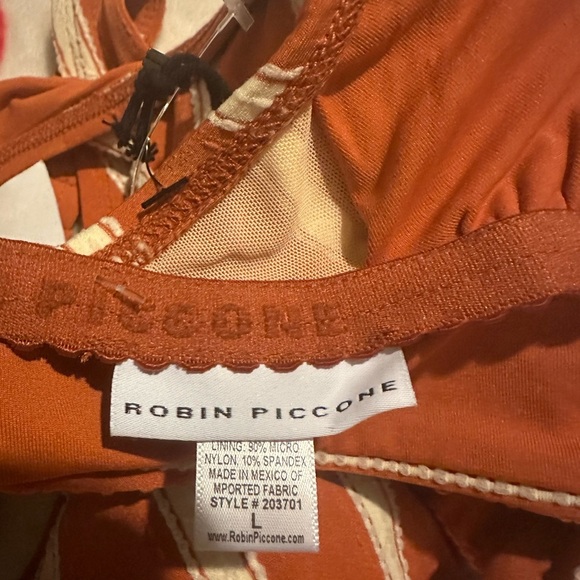 PICCONE
ROBIN PICCONE
LINING: 90% MICRO
NYLON, 10% SPANDEX
MADE IN MEXICO OF
MPORTED FABRIC
STYLE # 203701
L
www.RobinPiccone.com